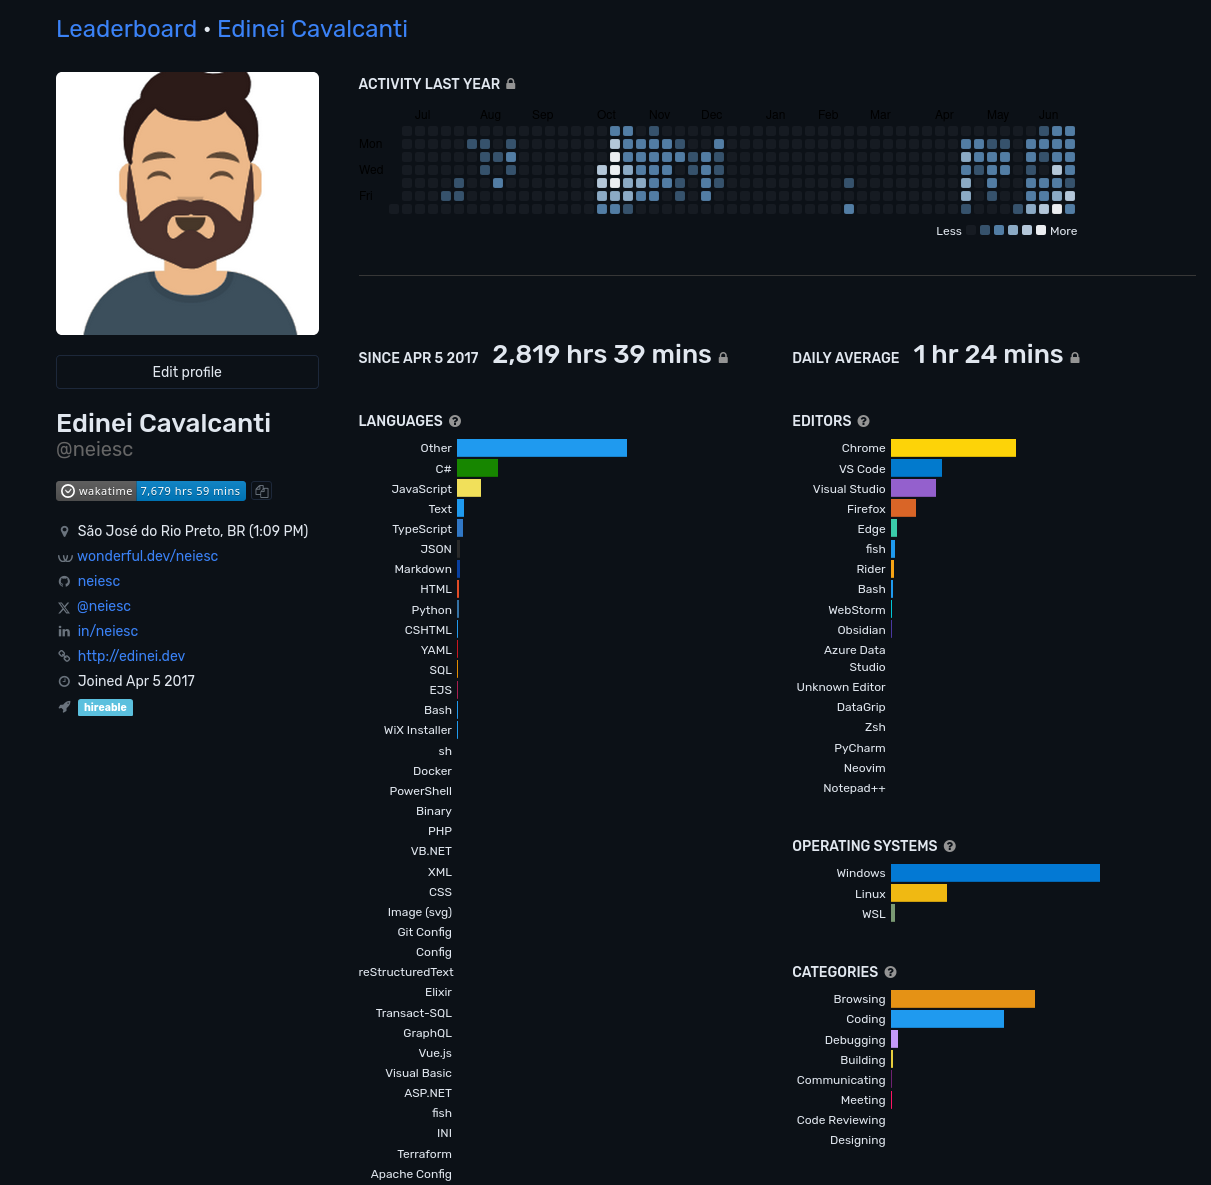 Leaderboard • Edinei Cavalcanti
ACTIVITY LAST YEAR
Jul Aug Sep Oct Nov Dec Jan Feb Mar Apr May Jun
Mon
Wed
Fri
Less More
Edit profile
Edinei Cavalcanti
@neiesc
wakatime 7,679 hrs 59 mins
São José do Rio Preto, BR (1:09 PM)
wonderful.dev/neiesc
neiesc
@neiesc
in/neiesc
http://edinei.dev
Joined Apr 5 2017
hireable
SINCE APR 5 2017 2,819 hrs 39 mins
DAILY AVERAGE 1 hr 24 mins
LANGUAGES ?
Other
C#
JavaScript
Text
TypeScript
JSON
Markdown
HTML
Python
CSHTML
YAML
SQL
EJS
Bash
WiX Installer
sh
Docker
PowerShell
Binary
PHP
VB.NET
XML
CSS
Image (svg)
Git Config
Config
reStructuredText
Elixir
Transact-SQL
GraphQL
Vue.js
Visual Basic
ASP.NET
fish
INI
Terraform
Apache Config
EDITORS ?
Chrome
VS Code
Visual Studio
Firefox
Edge
fish
Rider
Bash
WebStorm
Obsidian
Azure Data
Studio
Unknown Editor
DataGrip
Zsh
PyCharm
Neovim
Notepad++
OPERATING SYSTEMS ?
Windows
Linux
WSL
CATEGORIES ?
Browsing
Coding
Debugging
Building
Communicating
Meeting
Code Reviewing
Designing